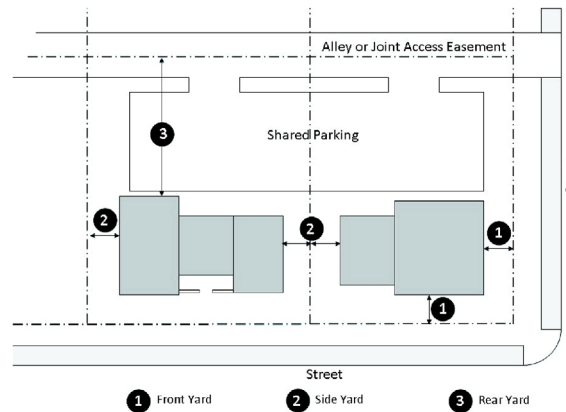 Alley or Joint Access Easement
Shared Parking
3
2
2
1
1
Street
1 Front Yard 2 Side Yard 3 Rear Yard